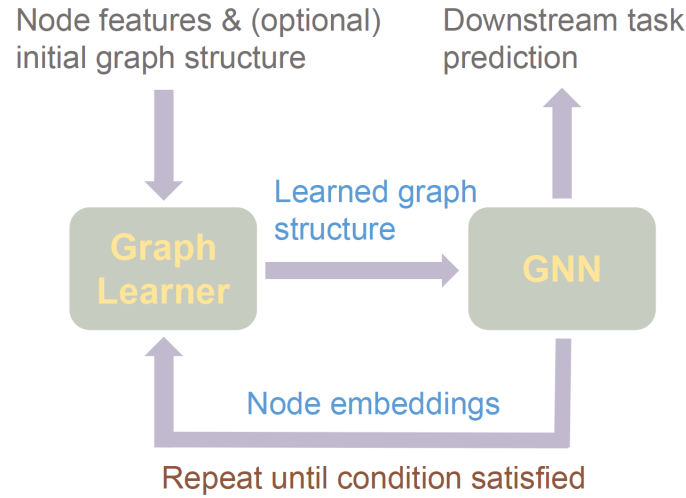 Node features & (optional)
initial graph structure
Downstream task
prediction
Learned graph
structure
Graph
Learner
GNN
Node embeddings
Repeat until condition satisfied